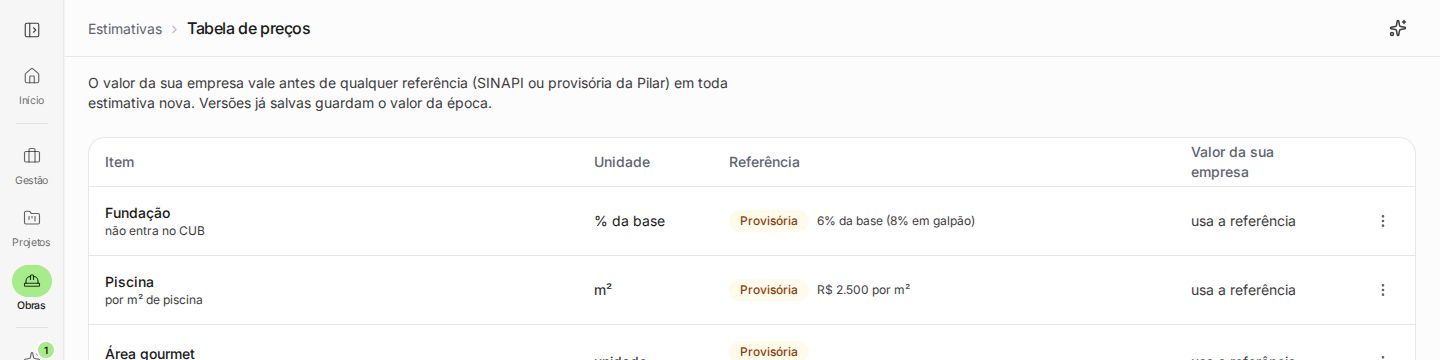 Estimativas > Tabela de preços
Início
Gestão
Projetos
Obras
1
O valor da sua empresa vale antes de qualquer referência (SINAPI ou provisória da Pilar) em toda
estimativa nova. Versões já salvas guardam o valor da época.
Item Unidade Referência Valor da sua
empresa
Fundação
não entra no CUB
% da base
Provisória 6% da base (8% em galpão)
usa a referência
Piscina
por m² de piscina
m²
Provisória R$ 2.500 por m²
usa a referência
Área gourmet
Provisória